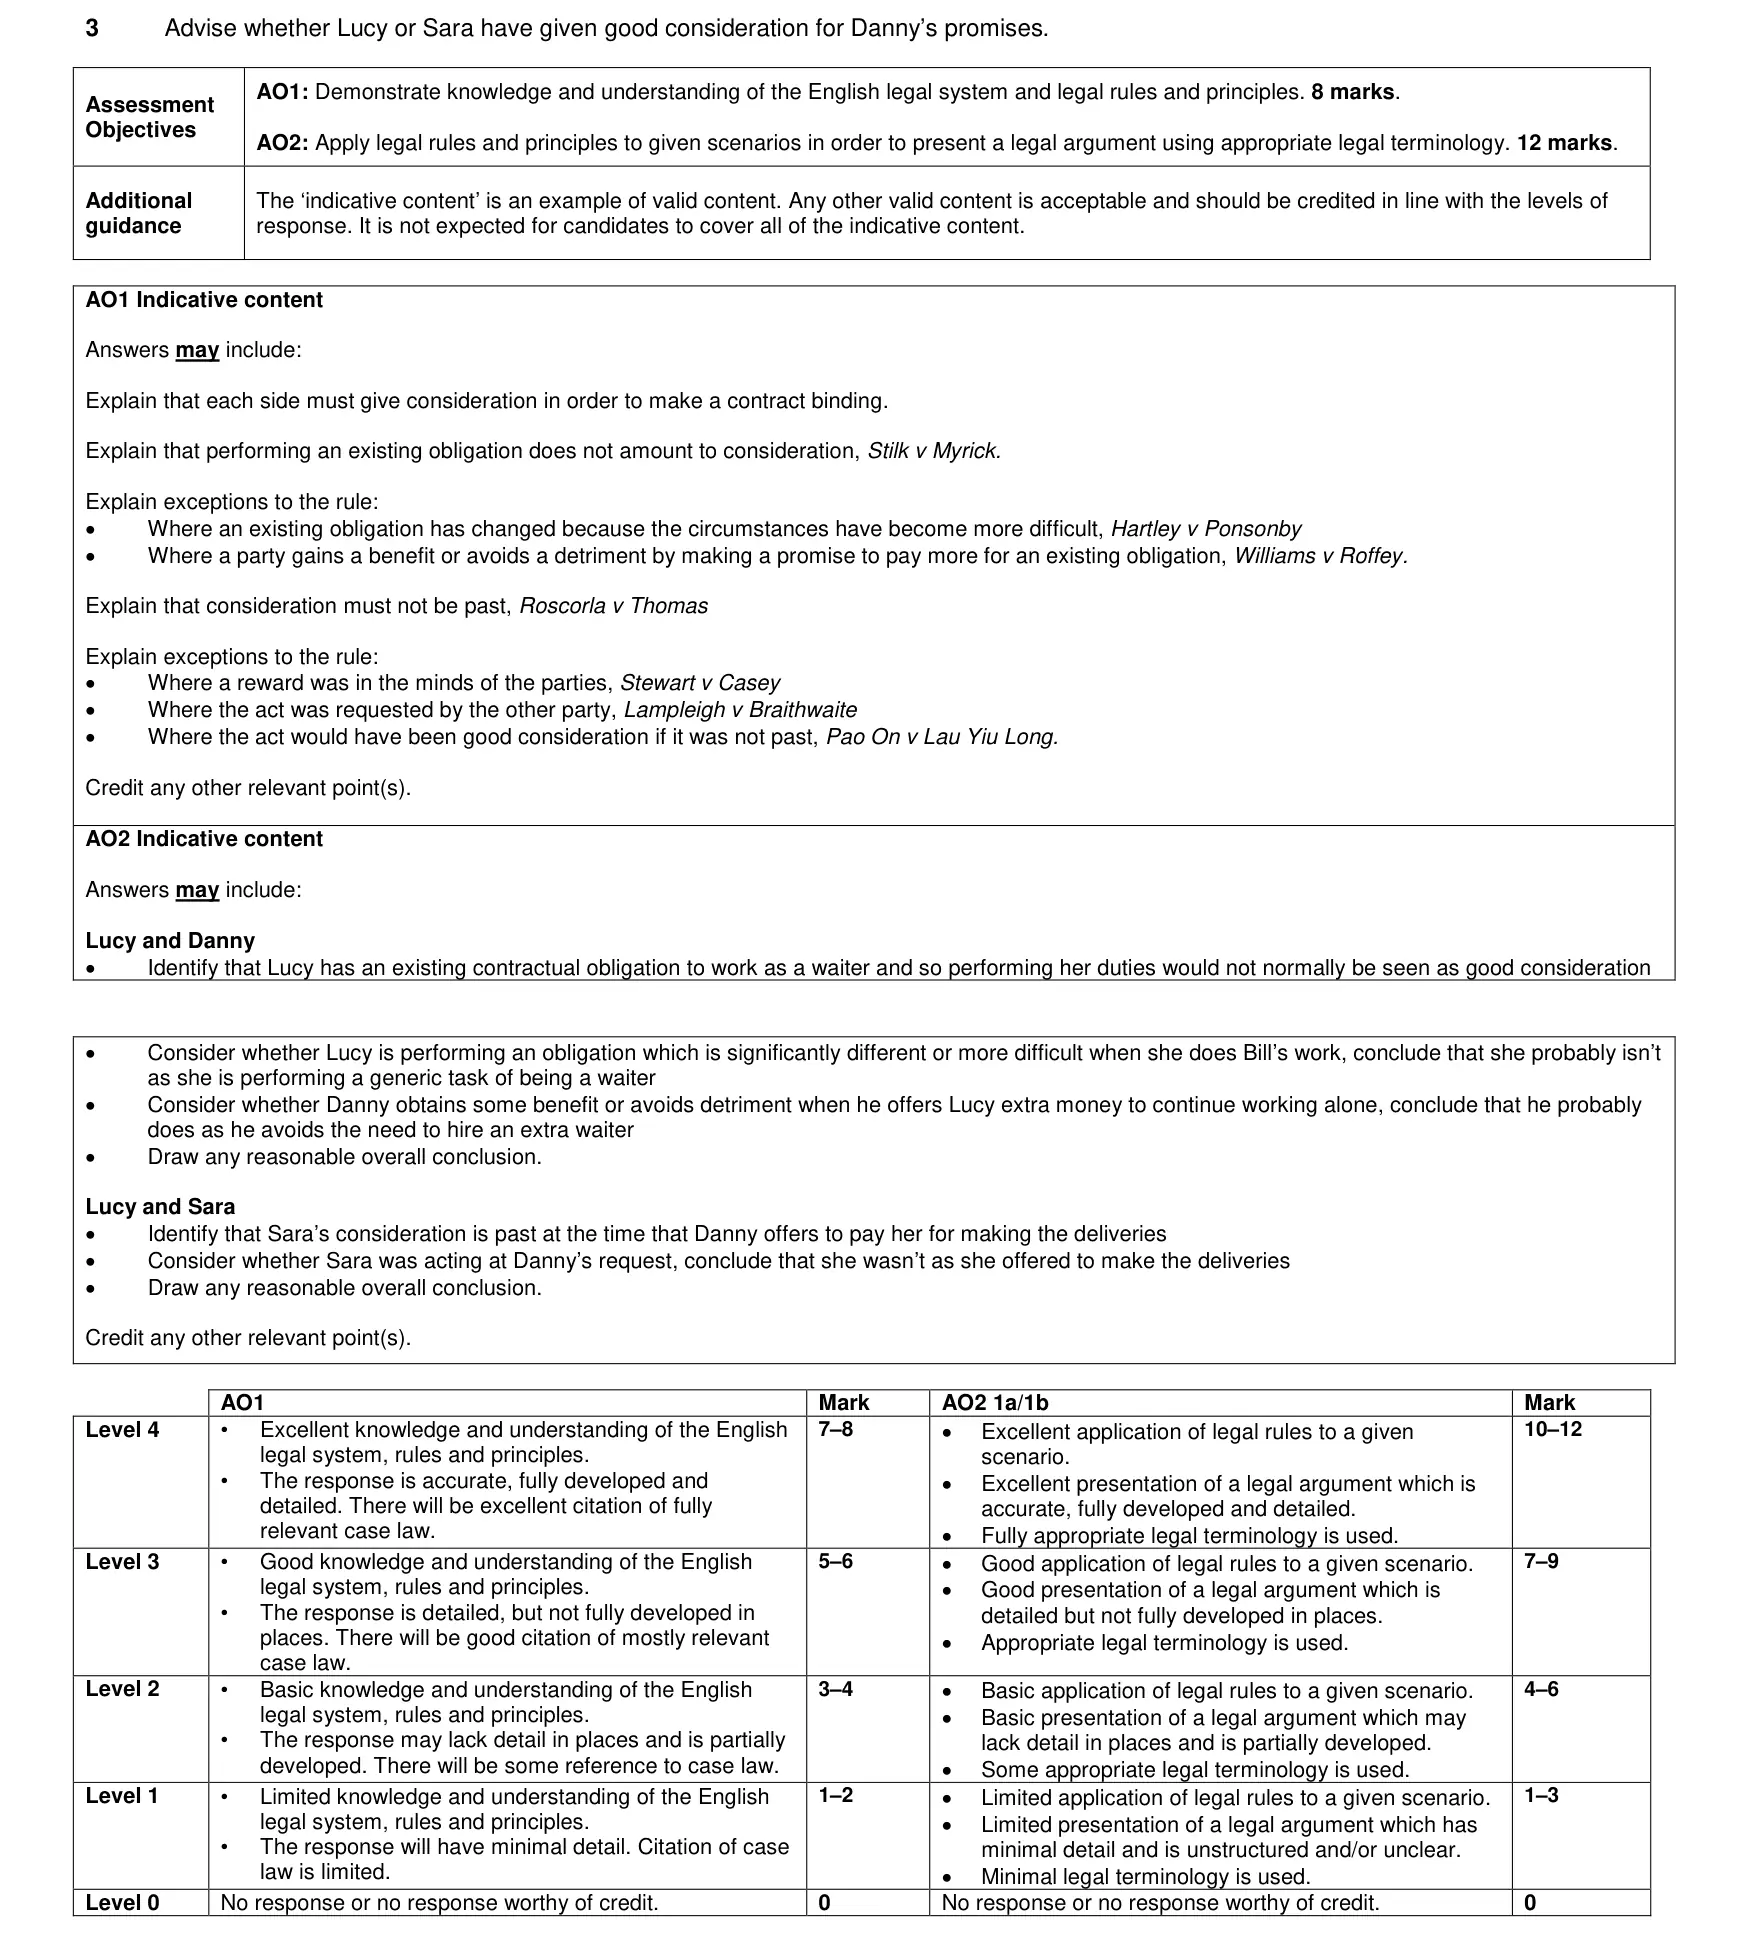 3 Advise whether Lucy or Sara have given good consideration for Danny’s promises.
Assessment
Objectives
AO1: Demonstrate knowledge and understanding of the English legal system and legal rules and principles. 8 marks.
AO2: Apply legal rules and principles to given scenarios in order to present a legal argument using appropriate legal terminology. 12 marks.
Additional
guidance
The ‘indicative content’ is an example of valid content. Any other valid content is acceptable and should be credited in line with the levels of
response. It is not expected for candidates to cover all of the indicative content.
AO1 Indicative content
Answers may include:
Explain that each side must give consideration in order to make a contract binding.
Explain that performing an existing obligation does not amount to consideration, Stilk v Myrick.
Explain exceptions to the rule:
• Where an existing obligation has changed because the circumstances have become more difficult, Hartley v Ponsonby
• Where a party gains a benefit or avoids a detriment by making a promise to pay more for an existing obligation, Williams v Roffey.
Explain that consideration must not be past, Roscorla v Thomas
Explain exceptions to the rule:
• Where a reward was in the minds of the parties, Stewart v Casey
• Where the act was requested by the other party, Lampleigh v Braithwaite
• Where the act would have been good consideration if it was not past, Pao On v Lau Yiu Long.
Credit any other relevant point(s).
AO2 Indicative content
Answers may include:
Lucy and Danny
• Identify that Lucy has an existing contractual obligation to work as a waiter and so performing her duties would not normally be seen as good consideration
• Consider whether Lucy is performing an obligation which is significantly different or more difficult when she does Bill’s work, conclude that she probably isn’t
as she is performing a generic task of being a waiter
• Consider whether Danny obtains some benefit or avoids detriment when he offers Lucy extra money to continue working alone, conclude that he probably
does as he avoids the need to hire an extra waiter
• Draw any reasonable overall conclusion.
Lucy and Sara
• Identify that Sara’s consideration is past at the time that Danny offers to pay her for making the deliveries
• Consider whether Sara was acting at Danny’s request, conclude that she wasn’t as she offered to make the deliveries
• Draw any reasonable overall conclusion.
Credit any other relevant point(s).
AO1 Mark AO2 1a/1b Mark
Level 4
• Excellent knowledge and understanding of the English
legal system, rules and principles.
• The response is accurate, fully developed and
detailed. There will be excellent citation of fully
relevant case law.
7–8
• Excellent application of legal rules to a given
scenario.
• Excellent presentation of a legal argument which is
accurate, fully developed and detailed.
• Fully appropriate legal terminology is used.
10–12
Level 3
• Good knowledge and understanding of the English
legal system, rules and principles.
• The response is detailed, but not fully developed in
places. There will be good citation of mostly relevant
case law.
5–6
• Good application of legal rules to a given scenario.
• Good presentation of a legal argument which is
detailed but not fully developed in places.
• Appropriate legal terminology is used.
7–9
Level 2
• Basic knowledge and understanding of the English
legal system, rules and principles.
• The response may lack detail in places and is partially
developed. There will be some reference to case law.
3–4
• Basic application of legal rules to a given scenario.
• Basic presentation of a legal argument which may
lack detail in places and is partially developed.
• Some appropriate legal terminology is used.
4–6
Level 1
• Limited knowledge and understanding of the English
legal system, rules and principles.
• The response will have minimal detail. Citation of case
law is limited.
1–2
• Limited application of legal rules to a given scenario.
• Limited presentation of a legal argument which has
minimal detail and is unstructured and/or unclear.
• Minimal legal terminology is used.
1–3
Level 0
No response or no response worthy of credit.
0
No response or no response worthy of credit.
0